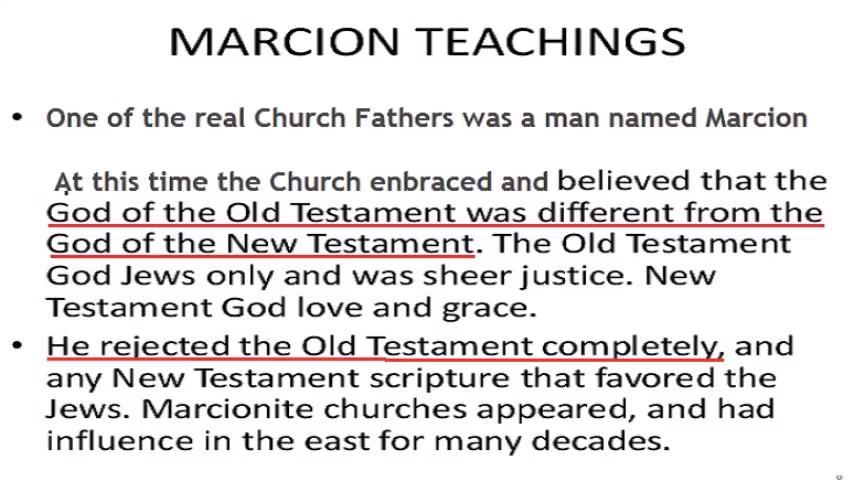 MARCION TEACHINGS
• One of the real Church Fathers was a man named Marcion
At this time the Church enbraced and believed that the
God of the Old Testament was different from the
God of the New Testament. The Old Testament
God Jews only and was sheer justice. New
Testament God love and grace.
• He rejected the Old Testament completely, and
any New Testament scripture that favored the
Jews. Marcionite churches appeared, and had
influence in the east for many decades.